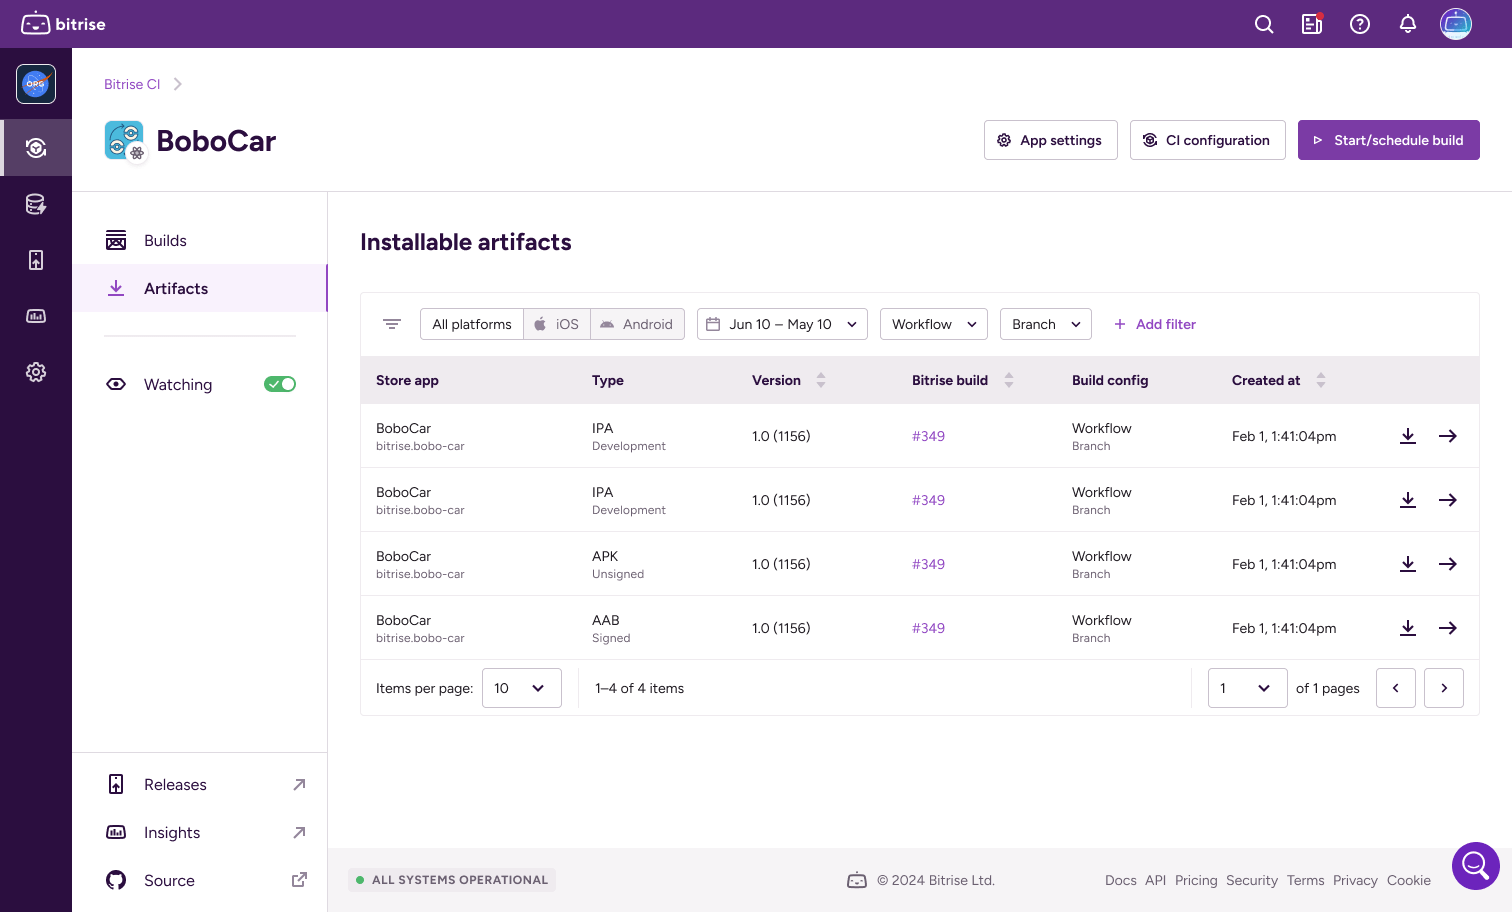 bitrise
ORG
Bitrise CI
BoboCar
App settings
CI configuration
Start/schedule build
Builds
Artifacts
Watching
Releases
Insights
Source
Installable artifacts
All platforms iOS Android Jun 10 – May 10 Workflow Branch Add filter
Store app Type Version Bitrise build Build config Created at
BoboCar IPA 1.0 (1156) #349 Workflow Feb 1, 1:41:04pm
bitrise.bobo-car Development Branch
BoboCar IPA 1.0 (1156) #349 Workflow Feb 1, 1:41:04pm
bitrise.bobo-car Development Branch
BoboCar APK 1.0 (1156) #349 Workflow Feb 1, 1:41:04pm
bitrise.bobo-car Unsigned Branch
BoboCar AAB 1.0 (1156) #349 Workflow Feb 1, 1:41:04pm
bitrise.bobo-car Signed Branch
Items per page: 10 1–4 of 4 items 1 of 1 pages
ALL SYSTEMS OPERATIONAL © 2024 Bitrise Ltd. Docs API Pricing Security Terms Privacy Cookie